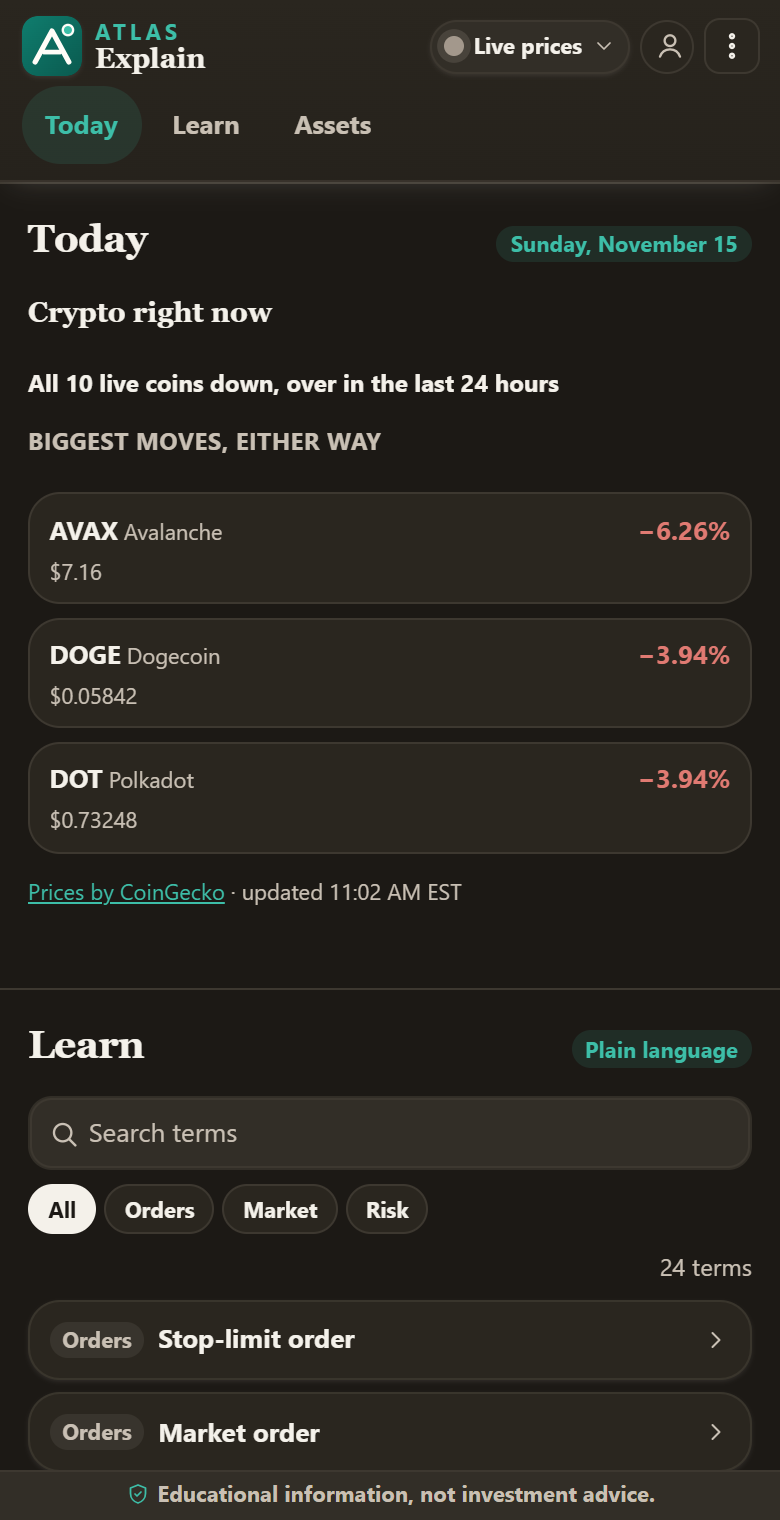 ATLAS
Explain
Live prices
Today
Learn
Assets
Today
Sunday, November 15
Crypto right now
All 10 live coins down, over in the last 24 hours
BIGGEST MOVES, EITHER WAY
AVAX Avalanche
−6.26%
$7.16
DOGE Dogecoin
−3.94%
$0.05842
DOT Polkadot
−3.94%
$0.73248
Prices by CoinGecko · updated 11:02 AM EST
Learn
Plain language
Search terms
All
Orders
Market
Risk
24 terms
Orders Stop-limit order
Orders Market order
Educational information, not investment advice.